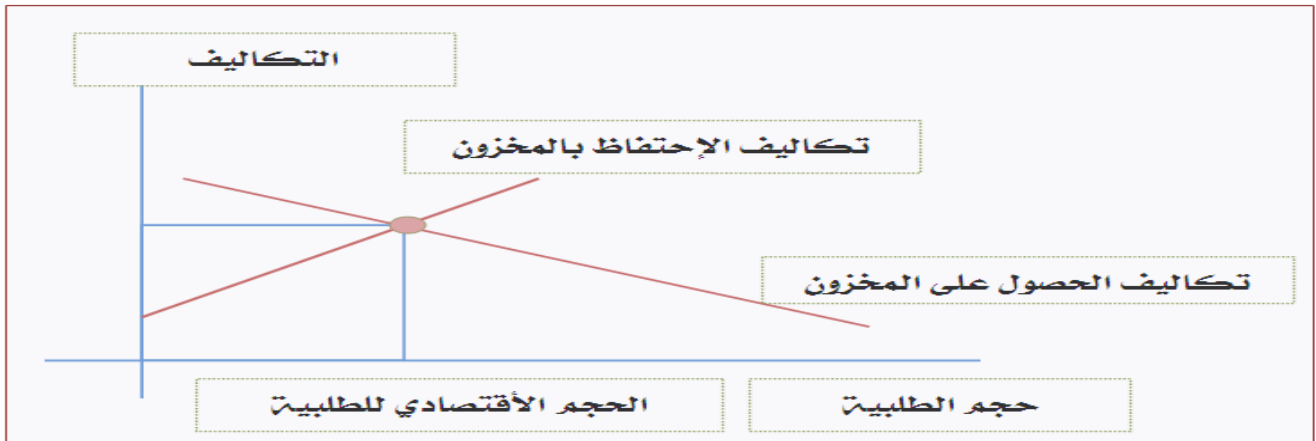 التكاليف
تكاليف الإحتفاظ بالمخزون
تكاليف الحصول على المخزون
حجم الطلبية
الحجم الأقتصادي للطلبية